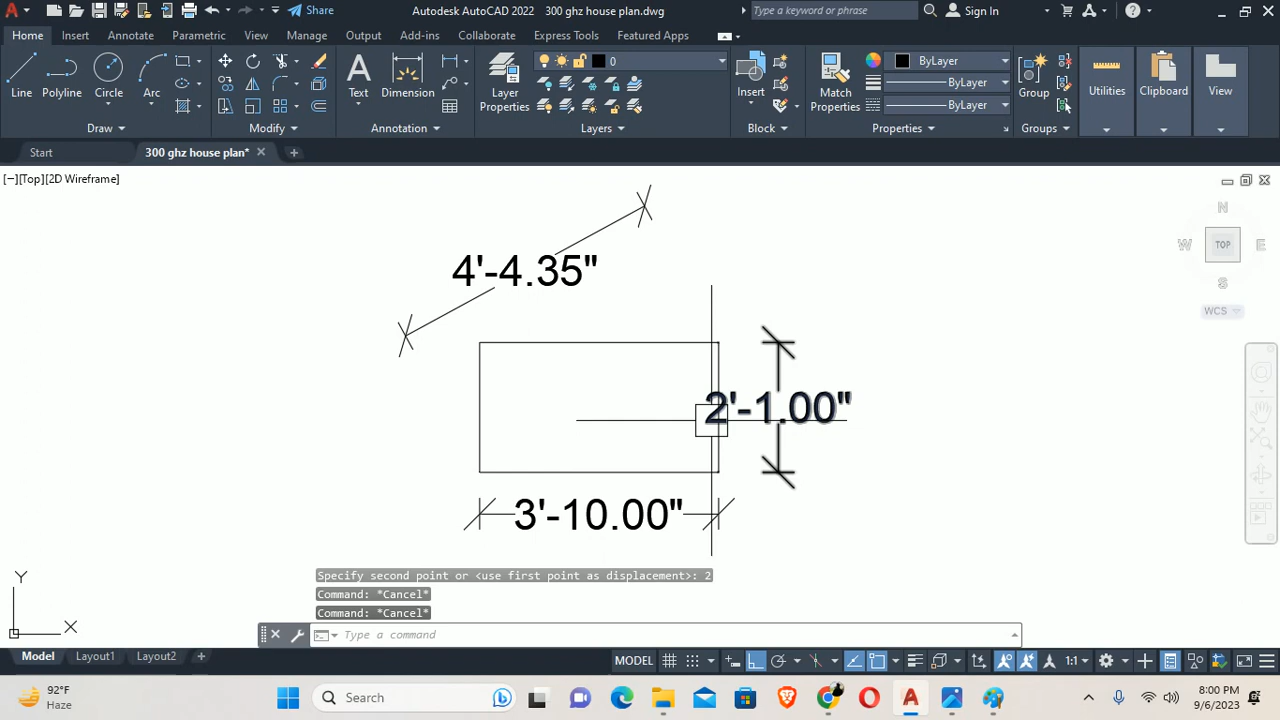 Share
Autodesk AutoCAD 2022 300 ghz house plan.dwg
Type a keyword or phrase
Sign In
Home Insert Annotate Parametric View Manage Output Add-ins Collaborate Express Tools Featured Apps
Line Polyline Circle Arc
Text Dimension
Layer Properties
0
Insert
Match Properties
ByLayer
ByLayer
ByLayer
Group
Utilities Clipboard View
Draw Modify Annotation Layers Block Properties Groups
Start 300 ghz house plan*
[−][Top][2D Wireframe]
N
W TOP E
S
WCS
4'-4.35"
2'-1.00"
3'-10.00"
Y
X
Specify second point or <use first point as displacement>: 2
Command: *Cancel*
Command: *Cancel*
Type a command
Model Layout1 Layout2
MODEL
1:1
92°F
Haze
Search
8:00 PM
9/6/2023